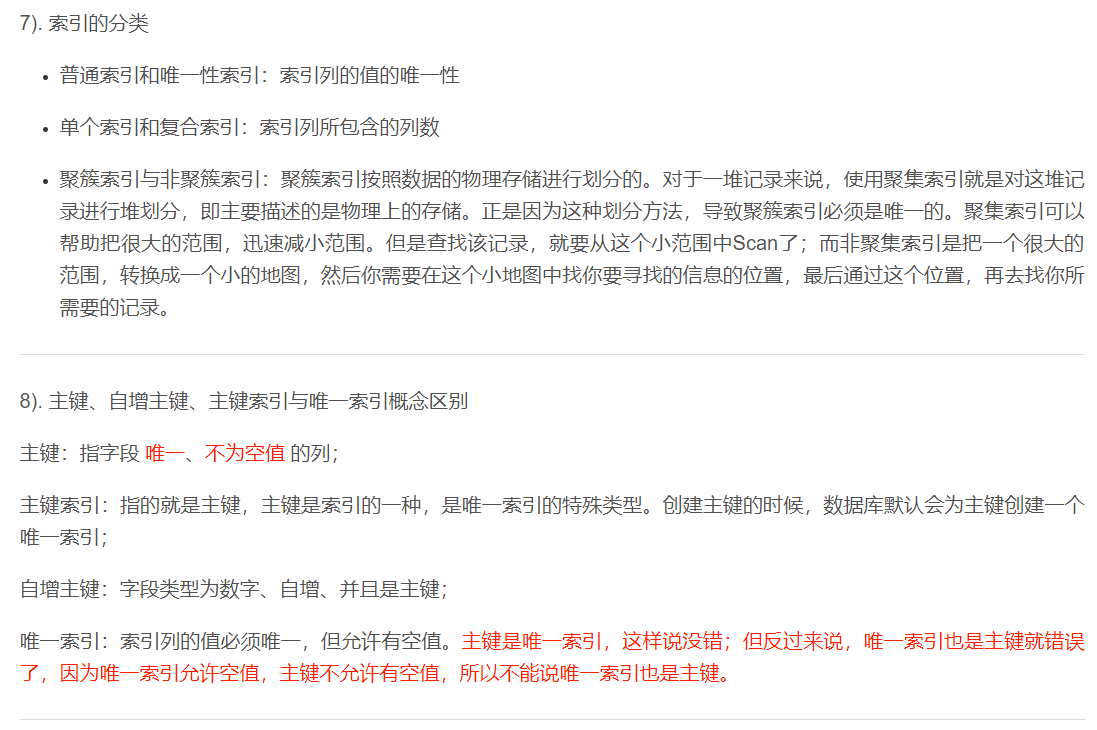 7). 索引的分类
普通索引和唯一性索引：索引列的值的唯一性
单个索引和复合索引：索引列所包含的列数
聚簇索引与非聚簇索引：聚簇索引按照数据的物理存储进行划分的。对于一堆记录来说，使用聚集索引就是对这堆记
录进行堆划分，即主要描述的是物理上的存储。正是因为这种划分方法，导致聚簇索引必须是唯一的。聚集索引可以
帮助把很大的范围，迅速减小范围。但是查找该记录，就要从这个小范围中Scan了；而非聚集索引是把一个很大的
范围，转换成一个小的地图，然后你需要在这个小地图中找你要寻找的信息的位置，最后通过这个位置，再去找你所
需要的记录。
8). 主键、自增主键、主键索引与唯一索引概念区别
主键：指字段 唯一、不为空值 的列；
主键索引：指的就是主键，主键是索引的一种，是唯一索引的特殊类型。创建主键的时候，数据库默认会为主键创建一个
唯一索引；
自增主键：字段类型为数字、自增、并且是主键；
唯一索引：索引列的值必须唯一，但允许有空值。主键是唯一索引，这样说没错；但反过来说，唯一索引也是主键就错误
了，因为唯一索引允许空值，主键不允许有空值，所以不能说唯一索引也是主键。